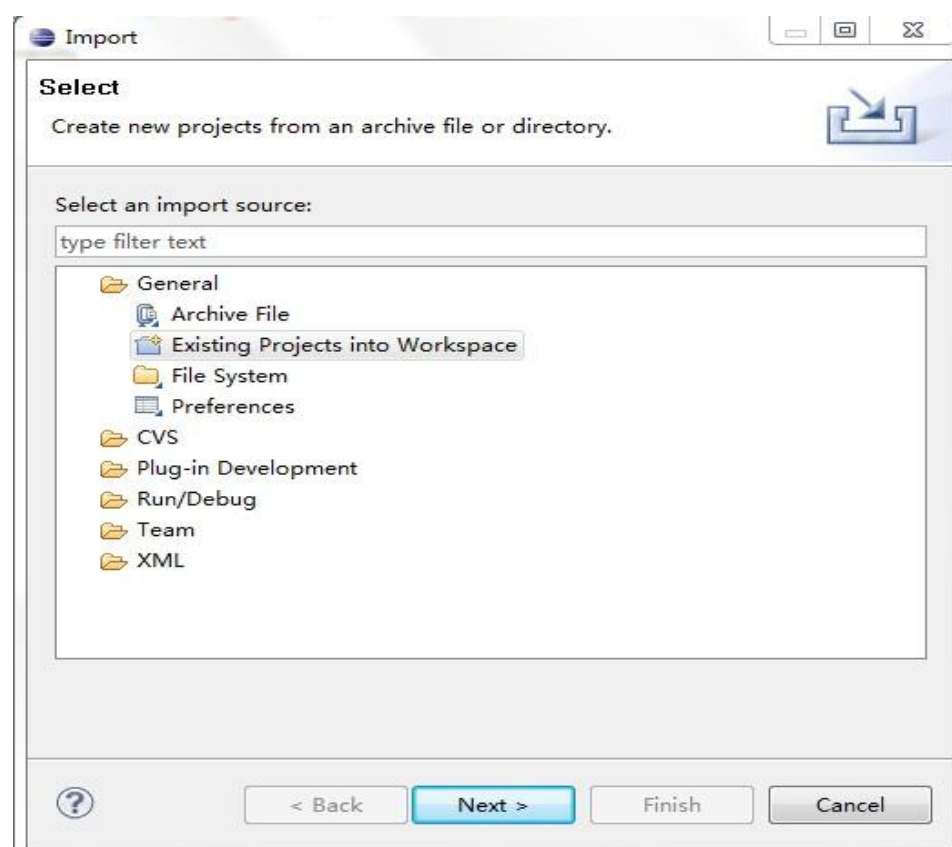 Import
Select
Create new projects from an archive file or directory.
Select an import source:
type filter text
General
Archive File
Existing Projects into Workspace
File System
Preferences
CVS
Plug-in Development
Run/Debug
Team
XML
?
< Back
Next >
Finish
Cancel